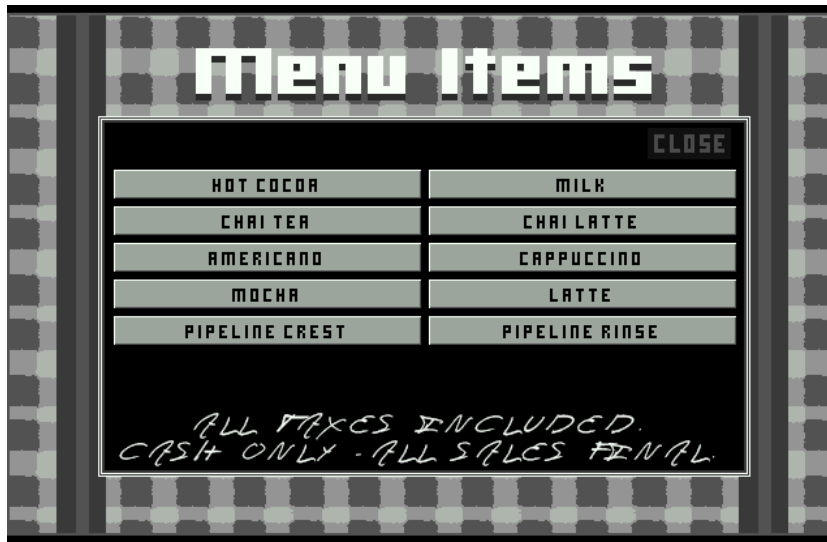 Menu Items
CLOSE
HOT COCOA
MILK
CHAI TEA
CHAI LATTE
AMERICANO
CAPPUCCINO
MOCHA
LATTE
PIPELINE CREST
PIPELINE RINSE
ALL TAXES INCLUDED.
CASH ONLY - ALL SALES FINAL.